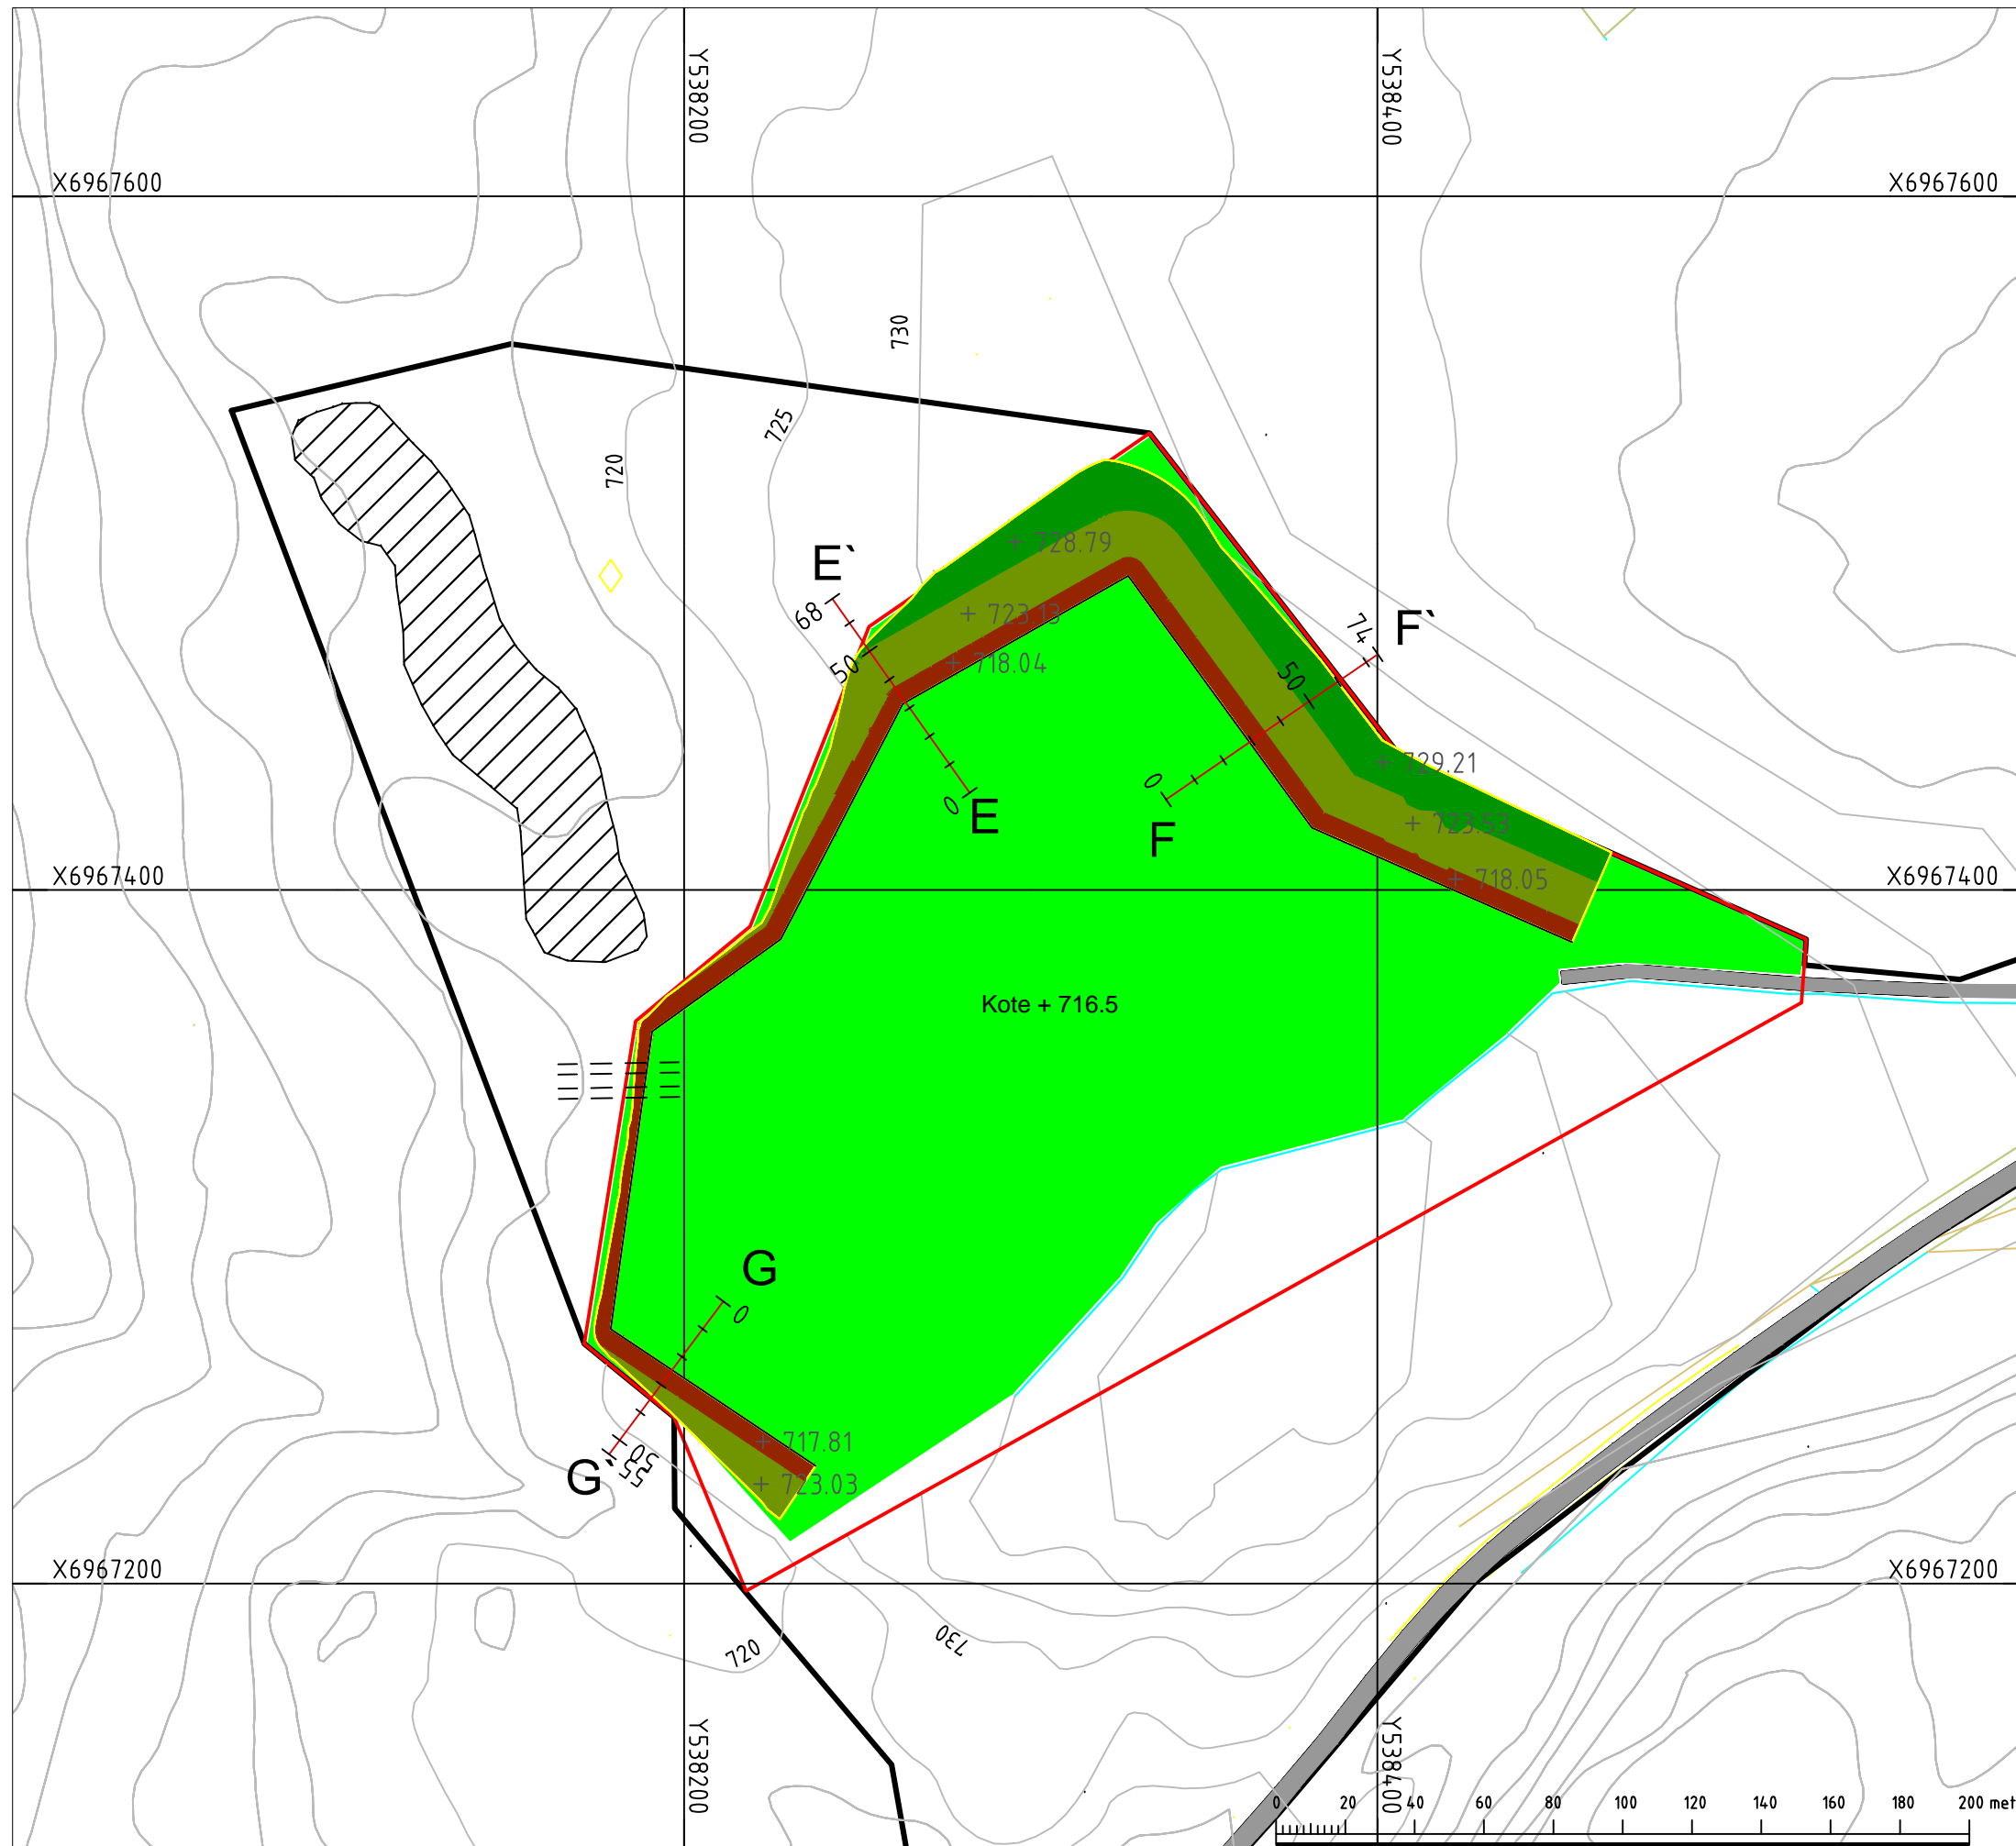 Y538200
Y538400
X6967600
X6967600
730
725
720
E`
68
+ 728.79
+ 723.13
+ 718.04
50
0
E
F`
74
50
0
F
+ 729.21
+ 723.53
+ 718.05
X6967400
X6967400
Kote + 716.5
G
0
+ 717.81
+ 723.03
50
55
G`
X6967200
X6967200
720
730
Y538200
Y538400
0 20 40 60 80 100 120 140 160 180 200 met